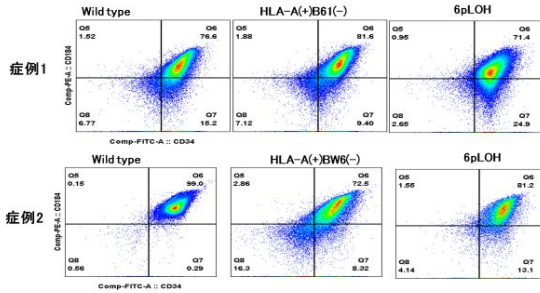 Wild type
HLA-A(+)B61(-)
6pLOH
症例1
Comp-PE-A :: CD184
Q5
1.52
Q6
76.6
Q8
6.77
Q7
15.2
Q5
1.88
Q6
81.6
Q8
7.12
Q7
9.40
Q5
0.95
Q6
71.4
Q8
2.65
Q7
24.9
Comp-FITC-A :: CD34
Wild type
HLA-A(+)BW6(-)
6pLOH
症例2
Comp-PE-A :: CD184
Q5
0.15
Q6
99.0
Q8
0.56
Q7
0.29
Q5
2.86
Q6
72.5
Q8
16.3
Q7
8.32
Q5
1.55
Q6
81.2
Q8
4.14
Q7
13.1
Comp-FITC-A :: CD34